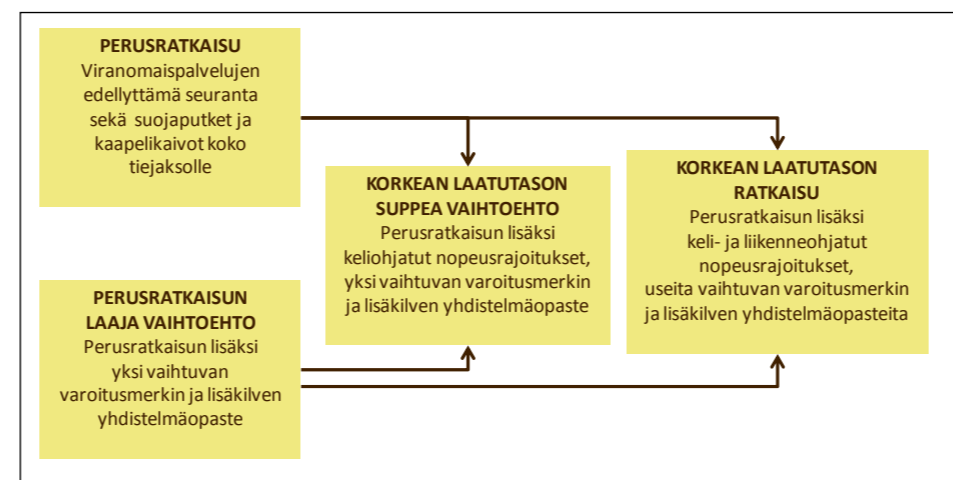 PERUSRATKAISU
Viranomaispalvelujen
edellyttämä seuranta
sekä suojaputket ja
kaapelikaivot koko
tiejaksolle
PERUSRATKAISUN
LAAJA VAIHTOEHTO
Perusratkaisun lisäksi
yksi vaihtuvan
varoitusmerkin ja lisäkilven
yhdistelmäopaste
KORKEAN LAATUTASON
SUPPEA VAIHTOEHTO
Perusratkaisun lisäksi
keliohjatut nopeusrajoitukset,
yksi vaihtuvan varoitusmerkin
ja lisäkilven yhdistelmäopaste
KORKEAN LAATUTASON
RATKAISU
Perusratkaisun lisäksi
keli- ja liikenneohjatut
nopeusrajoitukset,
useita vaihtuvan varoitusmerkin
ja lisäkilven yhdistelmäopasteita